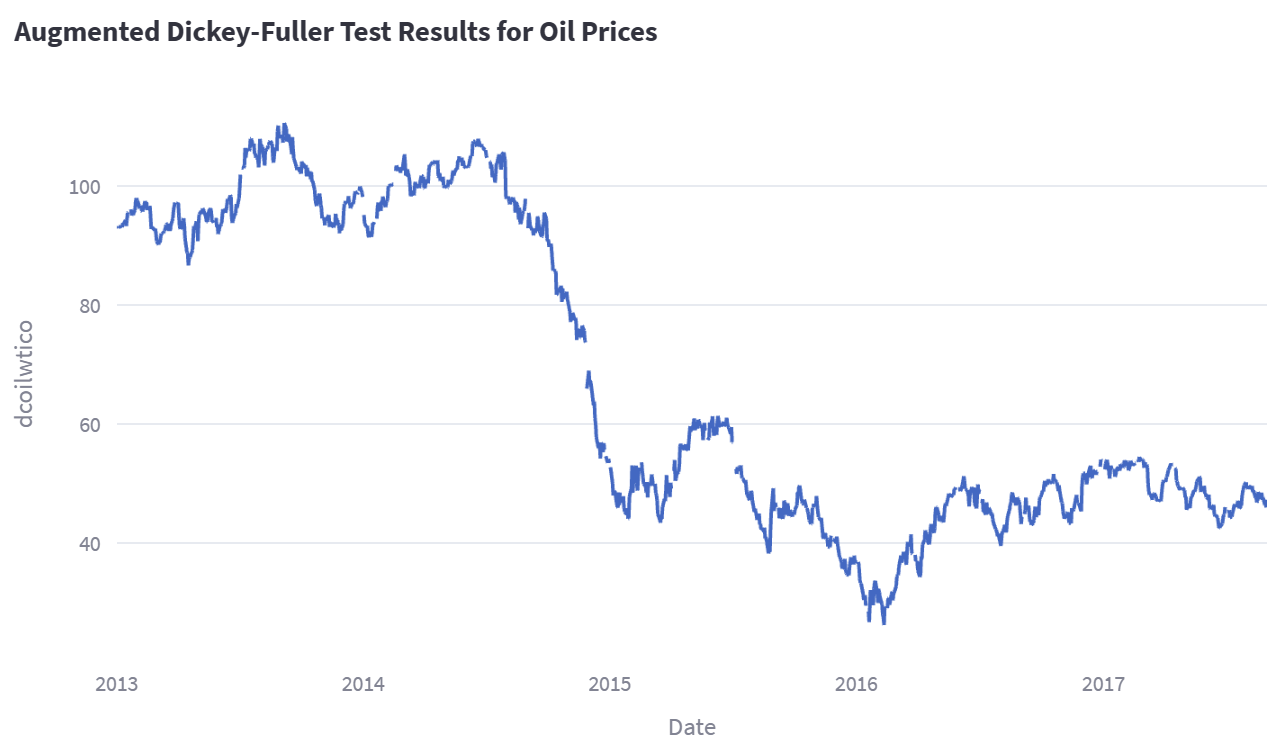 Augmented Dickey-Fuller Test Results for Oil Prices
dcoilwtico
100
80
60
40
2013 2014 2015 2016 2017
Date